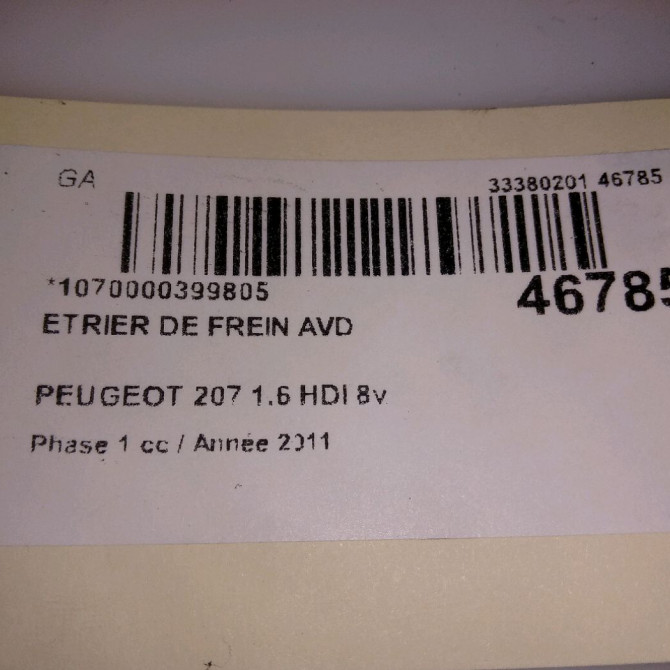 GA 33380201 46785
*1070000399805 46785
ETRIER DE FREIN AVD
PEUGEOT 207 1.6 HDI 8v
Phase 1 cc / Année 2011